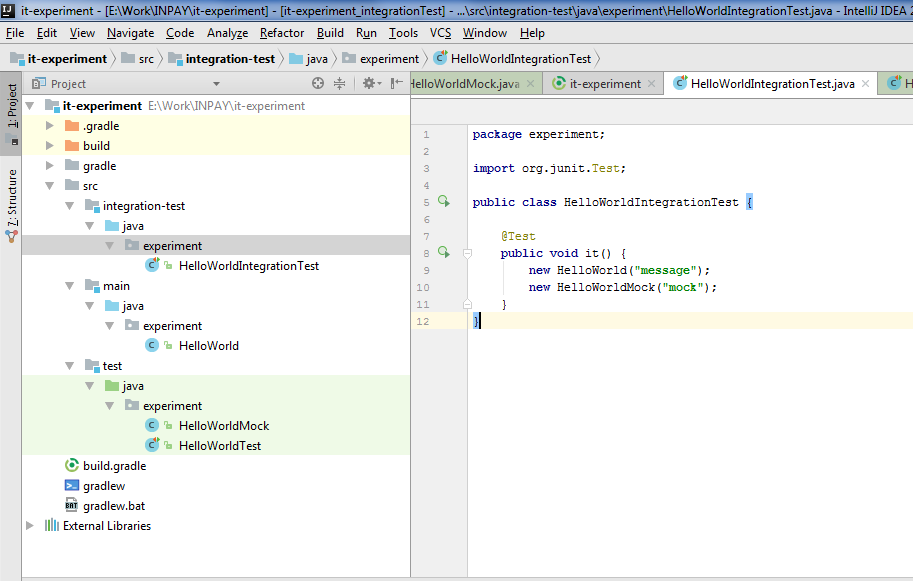 it-experiment - [E:\Work\INPAY\it-experiment] - [it-experiment_integrationTest] - ...\src\integration-test\java\experiment\HelloWorldIntegrationTest.java - IntelliJ IDEA 2
File Edit View Navigate Code Analyze Refactor Build Run Tools VCS Window Help
it-experiment src integration-test java experiment HelloWorldIntegrationTest
1: Project
7: Structure
Project
it-experiment E:\Work\INPAY\it-experiment
.gradle
build
gradle
src
integration-test
java
experiment
HelloWorldIntegrationTest
main
java
experiment
HelloWorld
test
java
experiment
HelloWorldMock
HelloWorldTest
build.gradle
gradlew
gradlew.bat
External Libraries
HelloWorldMock.java it-experiment HelloWorldIntegrationTest.java H
1 package experiment;
2
3 import org.junit.Test;
4
5 public class HelloWorldIntegrationTest {
6
7 @Test
8 public void it() {
9 new HelloWorld("message");
10 new HelloWorldMock("mock");
11 }
12 }